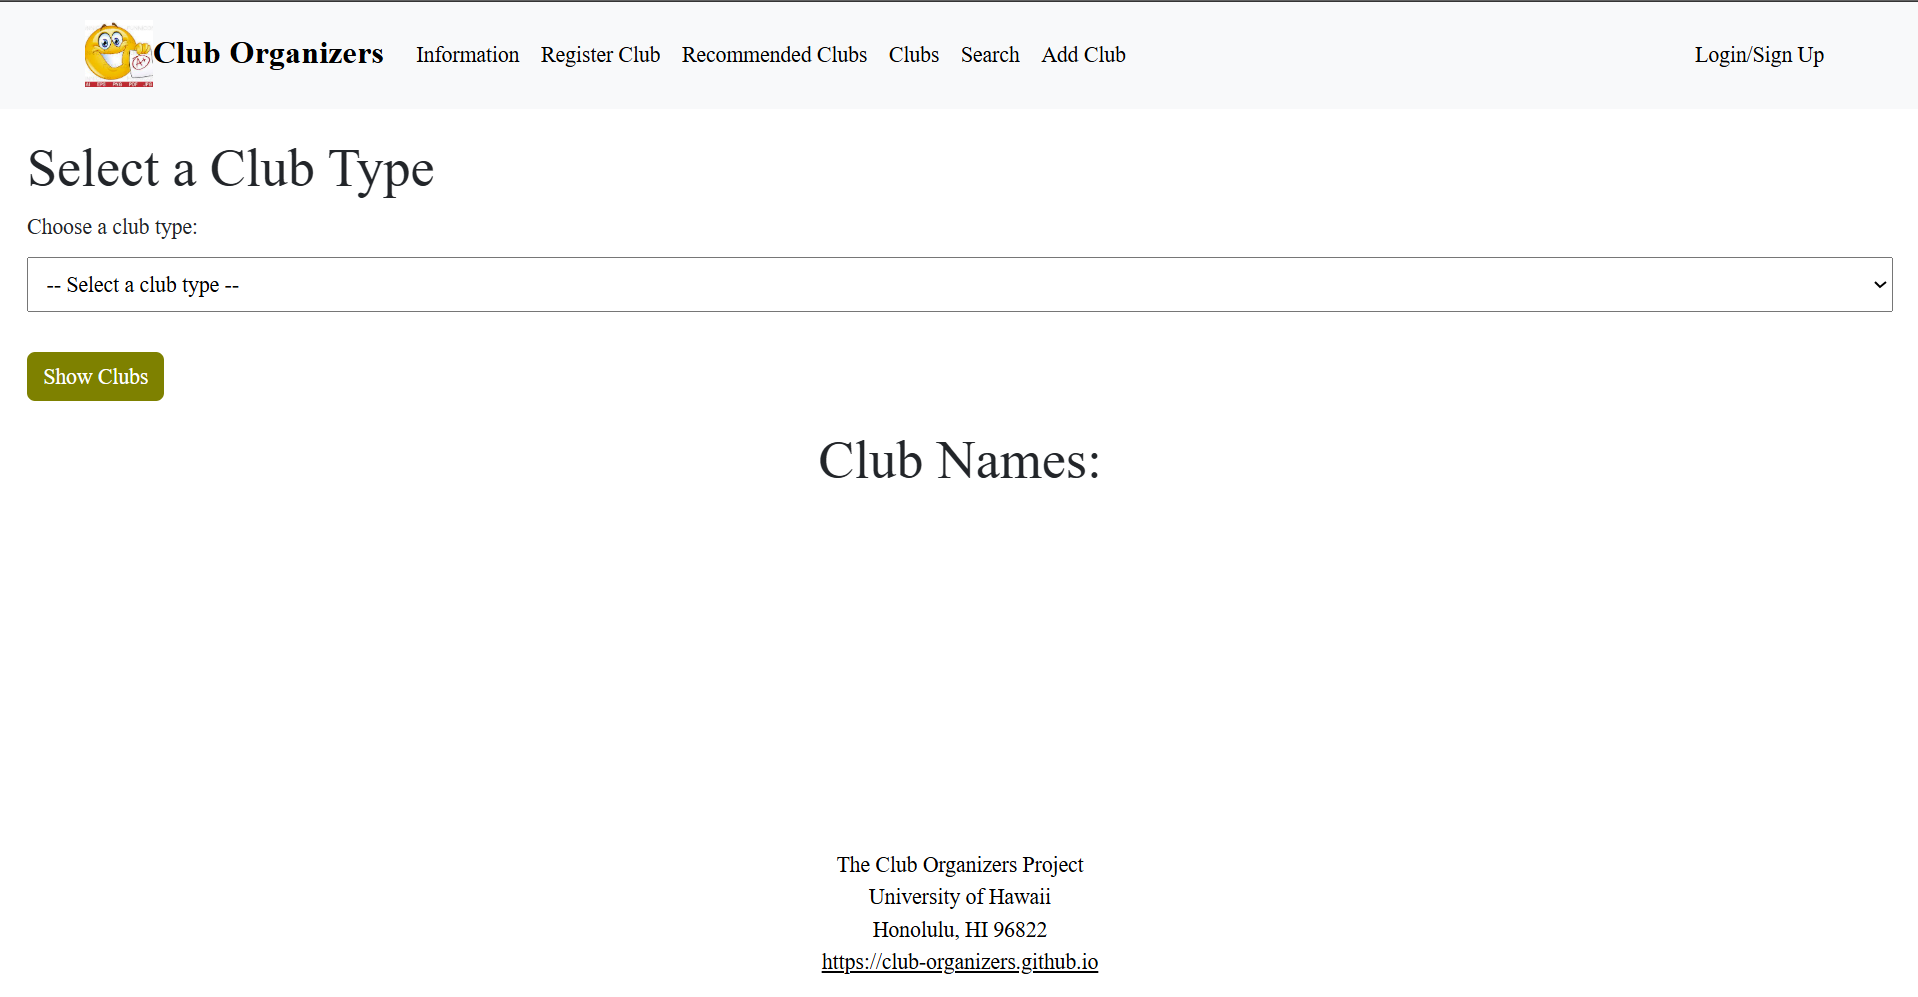 Club Organizers Information Register Club Recommended Clubs Clubs Search Add Club Login/Sign Up
Select a Club Type
Choose a club type:
-- Select a club type --
Show Clubs
Club Names:
The Club Organizers Project
University of Hawaii
Honolulu, HI 96822
https://club-organizers.github.io